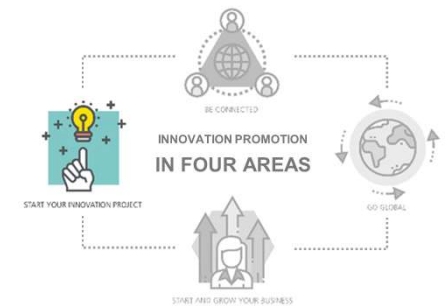 BE CONNECTED
INNOVATION PROMOTION
IN FOUR AREAS
START YOUR INNOVATION PROJECT
GO GLOBAL
START AND GROW YOUR BUSINESS